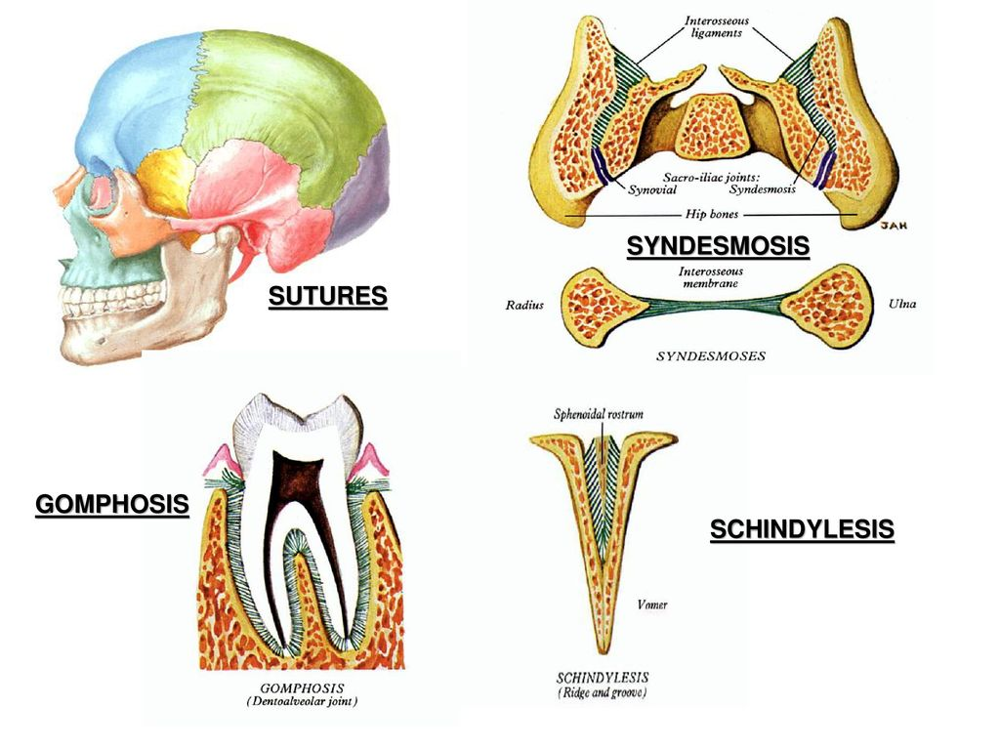 Interosseous
ligaments
Sacro-iliac joints:
Synovial
Syndesmosis
Hip bones
JAH
SYNDESMOSIS
Interosseous
membrane
Radius
Ulna
SYNDESMOSES
SUTURES
GOMPHOSIS
GOMPHOSIS
(Dentoalveolar joint)
Sphenoidal rostrum
SCHINDYLESIS
Vomer
SCHINDYLESIS
(Ridge and groove)